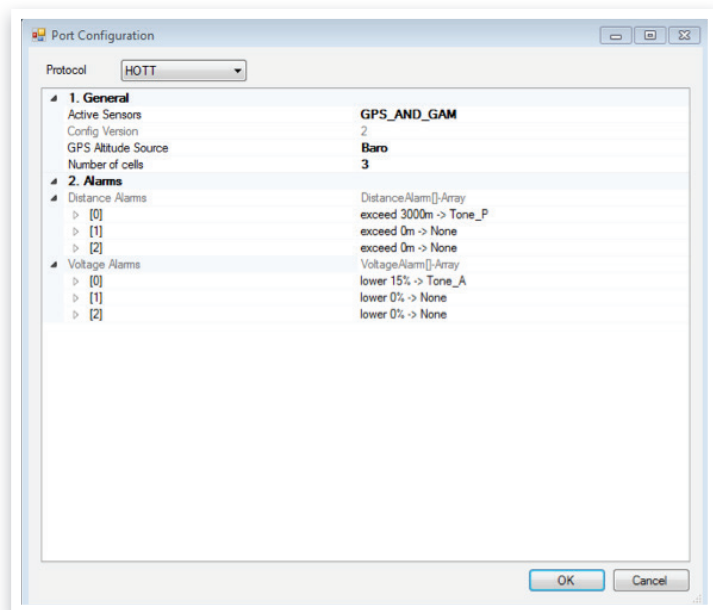 Port Configuration
Protocol HOTT
1. General
Active Sensors GPS_AND_GAM
Config Version 2
GPS Altitude Source Baro
Number of cells 3
2. Alarms
Distance Alarms DistanceAlarm[]-Array
[0] exceed 3000m -> Tone_P
[1] exceed 0m -> None
[2] exceed 0m -> None
Voltage Alarms VoltageAlarm[]-Array
[0] lower 15% -> Tone_A
[1] lower 0% -> None
[2] lower 0% -> None
OK Cancel